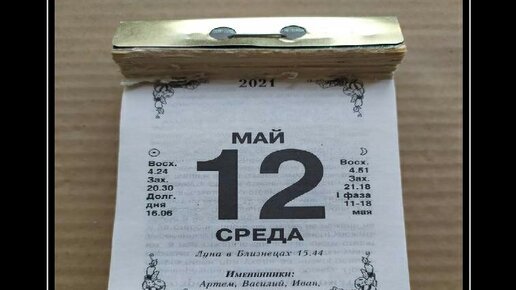 2021
МАЙ
Восх.
4.24
Зах.
20.30
Долг.
дня
16.06
12
Восх.
4.51
Зах.
21.18
I фаза
11-18
мая
СРЕДА
Луна в Близнецах 15.44
Именинники:
Артем, Василий, Иван,